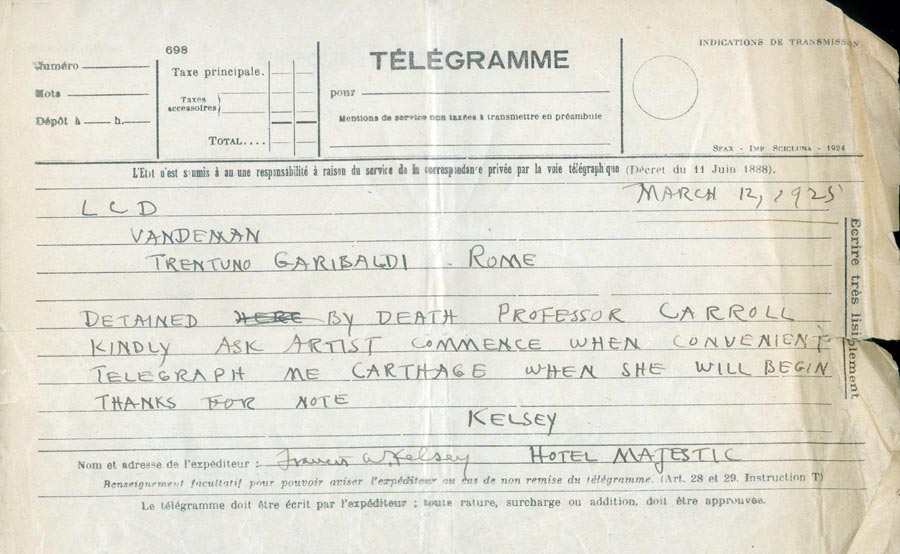 698
Numéro
Mots
Dépôt à h.
Taxe principale.
Taxes accessoires
TOTAL....
TÉLÉGRAMME
pour
Mentions de service non taxées à transmettre en préambule
INDICATIONS DE TRANSMISSION
SPAX - IMP. SCICLUNA - 1924
L'Etat n'est soumis à aucune responsabilité à raison du service de la correspondance privée par la voie télégraphique (Décret du 11 Juin 1888).
MARCH 12, 1925
LCD
VANDEMAN
TRENTUNO GARIBALDI ROME
DETAINED HERE BY DEATH PROFESSOR CARROLL
KINDLY ASK ARTIST COMMENCE WHEN CONVENIENT
TELEGRAPH ME CARTHAGE WHEN SHE WILL BEGIN
THANKS FOR NOTE
KELSEY
Ecrire très lisiblement
Nom et adresse de l'expéditeur : Francis W. Kelsey HOTEL MAJESTIC
Renseignement facultatif pour pouvoir aviser l'expéditeur au cas de non remise du télégramme. (Art. 28 et 29. Instruction T)
Le télégramme doit être écrit par l'expéditeur ; toute rature, surcharge ou addition, doit être approuvée.